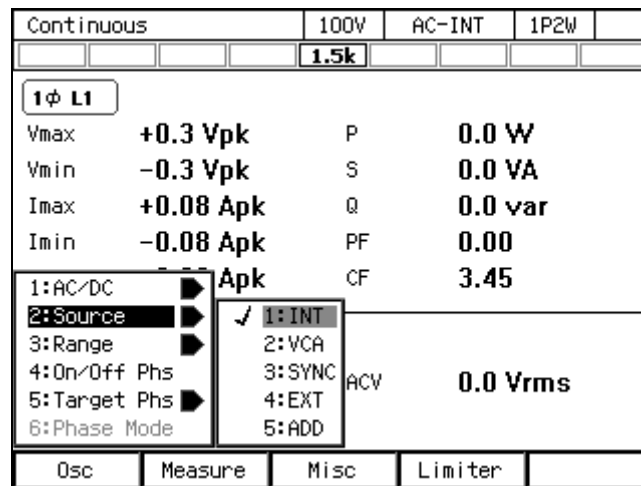 Continuous 100V AC-INT 1P2W
1.5k
1Φ L1
Vmax +0.3 Vpk P 0.0 W
Vmin -0.3 Vpk S 0.0 VA
Imax +0.08 Apk Q 0.0 var
Imin -0.08 Apk PF 0.00
Apk CF 3.45
1:AC/DC
2:Source
3:Range
4:On/Off Phs
5:Target Phs
6:Phase Mode
1:INT
2:VCA
3:SYNC
4:EXT
5:ADD
ACV 0.0 Vrms
Osc Measure Misc Limiter